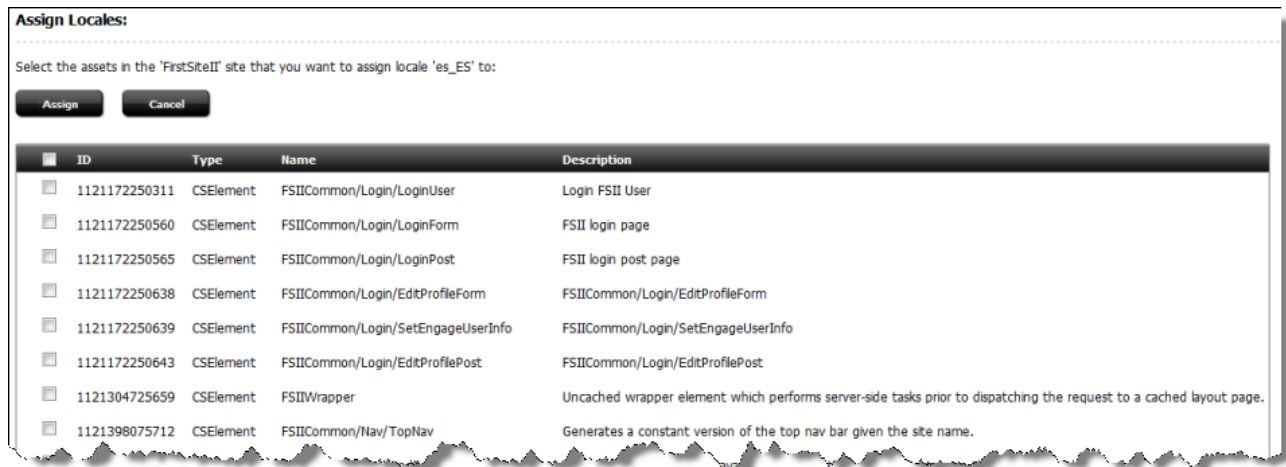 Assign Locales:
Select the assets in the 'FirstSiteII' site that you want to assign locale 'es_ES' to:
Assign Cancel
ID Type Name Description
1121172250311 CSElement FSIICommon/Login/LoginUser Login FSII User
1121172250560 CSElement FSIICommon/Login/LoginForm FSII login page
1121172250565 CSElement FSIICommon/Login/LoginPost FSII login post page
1121172250638 CSElement FSIICommon/Login/EditProfileForm FSIICommon/Login/EditProfileForm
1121172250639 CSElement FSIICommon/Login/SetEngageUserInfo FSIICommon/Login/SetEngageUserInfo
1121172250643 CSElement FSIICommon/Login/EditProfilePost FSIICommon/Login/EditProfilePost
1121304725659 CSElement FSIIWrapper Uncached wrapper element which performs server-side tasks prior to dispatching the request to a cached layout page.
1121398075712 CSElement FSIICommon/Nav/TopNav Generates a constant version of the top nav bar given the site name.